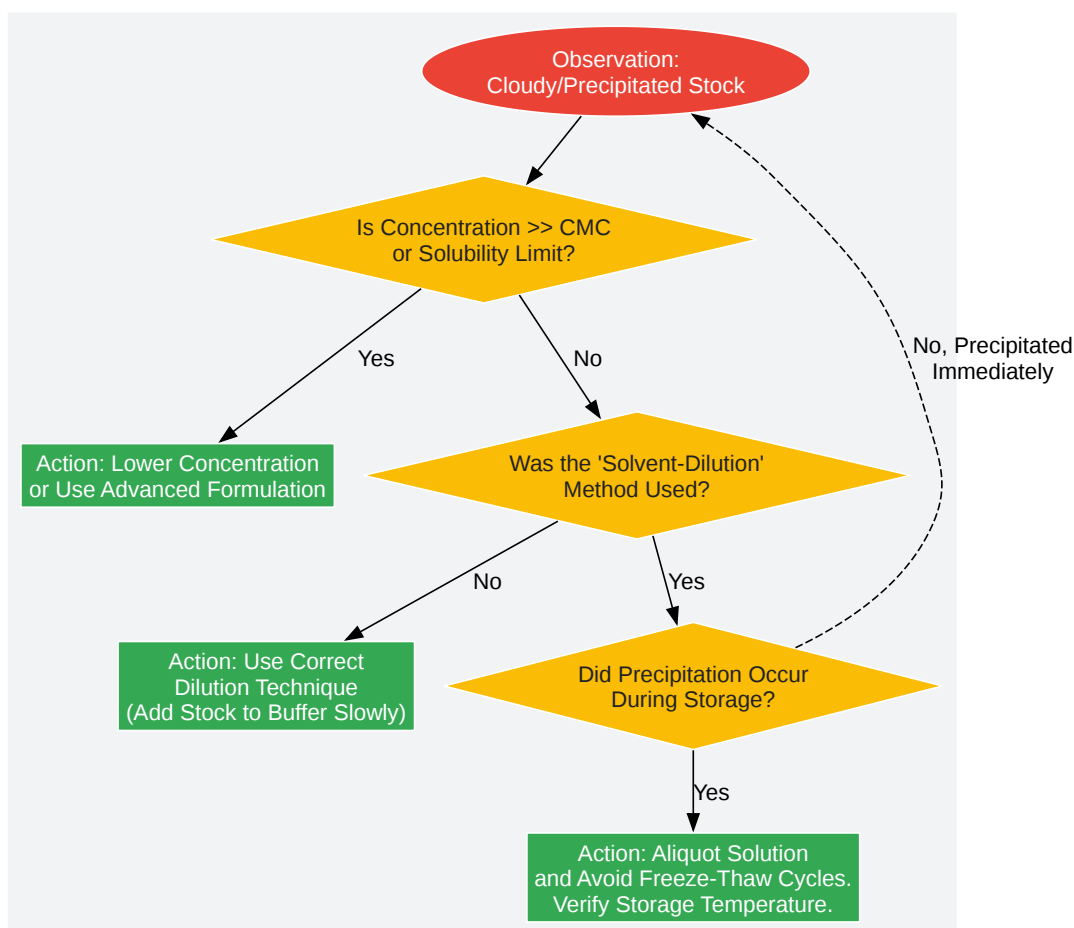 Observation:
Cloudy/Precipitated Stock
Is Concentration >> CMC
or Solubility Limit?
No, Precipitated
Immediately
Yes
No
Action: Lower Concentration
or Use Advanced Formulation
Was the 'Solvent-Dilution'
Method Used?
No
Yes
Action: Use Correct
Dilution Technique
(Add Stock to Buffer Slowly)
Did Precipitation Occur
During Storage?
Yes
Action: Aliquot Solution
and Avoid Freeze-Thaw Cycles.
Verify Storage Temperature.